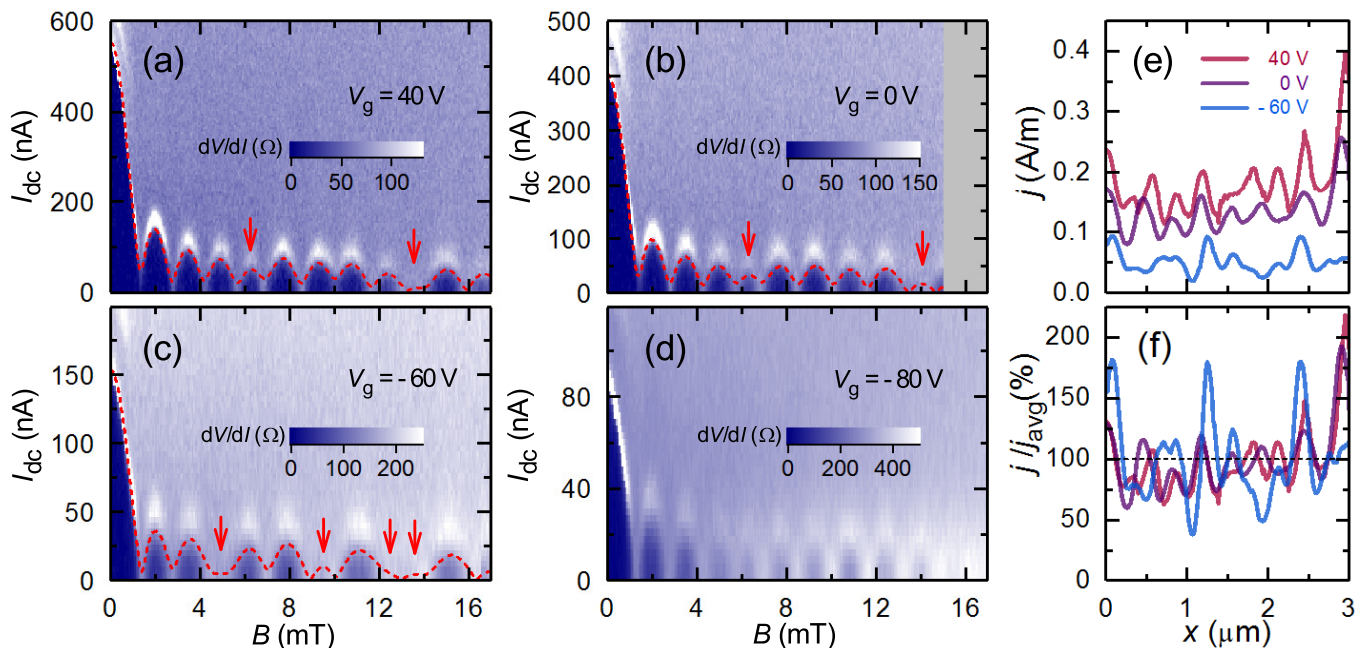 (a)
V_g = 40 V
dV/dI (Ω)
0 50 100
I_dc (nA)
600
400
200
0
(b)
V_g = 0 V
dV/dI (Ω)
0 50 100 150
I_dc (nA)
500
400
300
200
100
0
(c)
V_g = - 60 V
dV/dI (Ω)
0 100 200
I_dc (nA)
150
100
50
0
0 4 8 12 16
B (mT)
(d)
V_g = - 80 V
dV/dI (Ω)
0 200 400
I_dc (nA)
80
40
0
0 4 8 12 16
B (mT)
(e)
40 V
0 V
- 60 V
j (A/m)
0.4
0.3
0.2
0.1
0.0
(f)
j /j_avg(%)
200
150
100
50
0
0 1 2 3
x (μm)